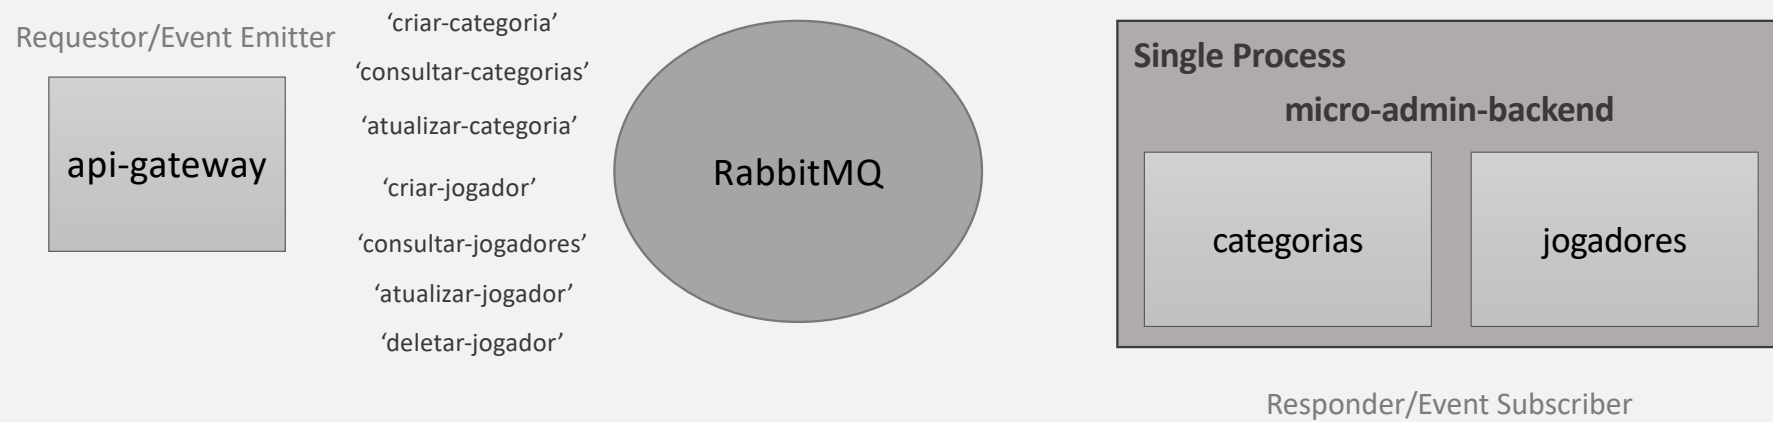 Requestor/Event Emitter
api-gateway
‘criar-categoria’
‘consultar-categorias’
‘atualizar-categoria’
‘criar-jogador’
‘consultar-jogadores’
‘atualizar-jogador’
‘deletar-jogador’
RabbitMQ
Single Process
micro-admin-backend
categorias
jogadores
Responder/Event Subscriber